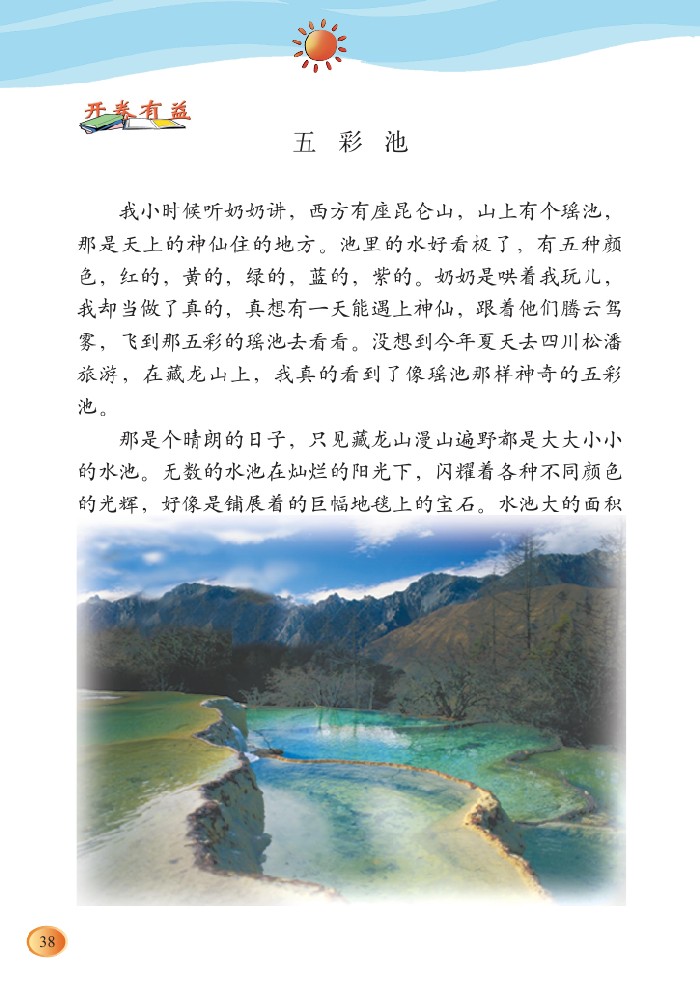 开卷有益
五彩池
我小时候听奶奶讲，西方有座昆仑山，山上有个瑶池，
那是天上的神仙住的地方。池里的水好看极了，有五种颜
色，红的，黄的，绿的，蓝的，紫的。奶奶是哄着我玩儿，
我却当做了真的，真想有一天能遇上神仙，跟着他们腾云驾
雾，飞到那五彩的瑶池去看看。没想到今年夏天去四川松潘
旅游，在藏龙山上，我真的看到了像瑶池那样神奇的五彩
池。
那是个晴朗的日子，只见藏龙山漫山遍野都是大大小小
的水池。无数的水池在灿烂的阳光下，闪耀着各种不同颜色
的光辉，好像是铺展着的巨幅地毯上的宝石。水池大的面积
38